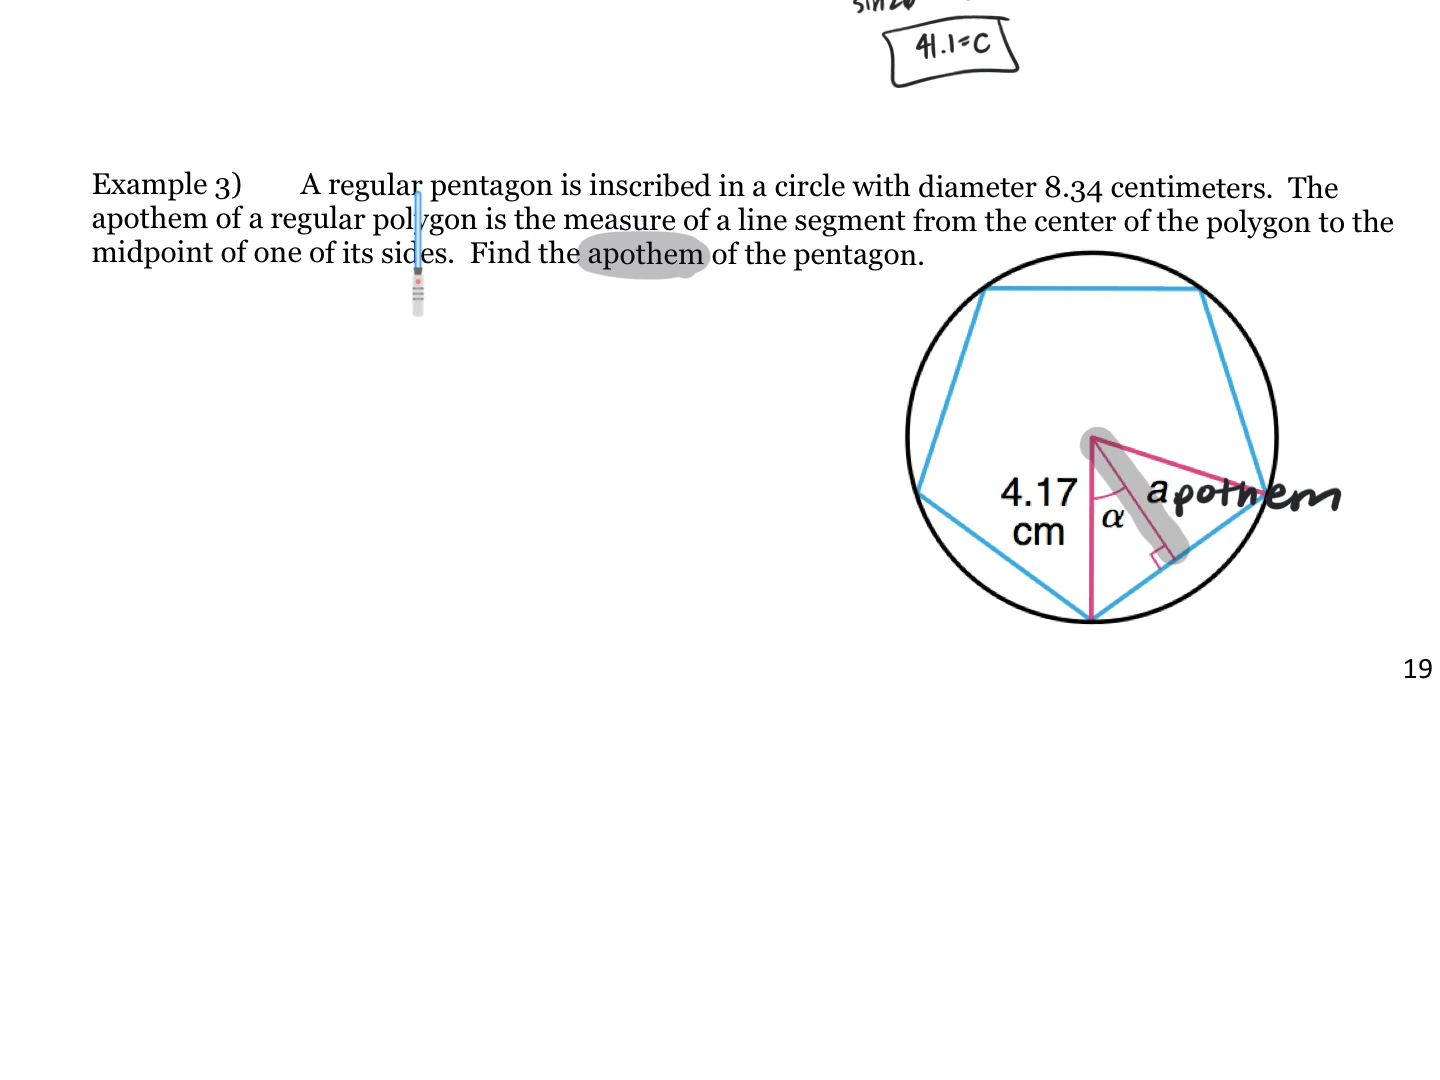 sin20
41.1=C
Example 3) A regular pentagon is inscribed in a circle with diameter 8.34 centimeters. The
apothem of a regular polygon is the measure of a line segment from the center of the polygon to the
midpoint of one of its sides. Find the apothem of the pentagon.
4.17 apothem
cm α
19